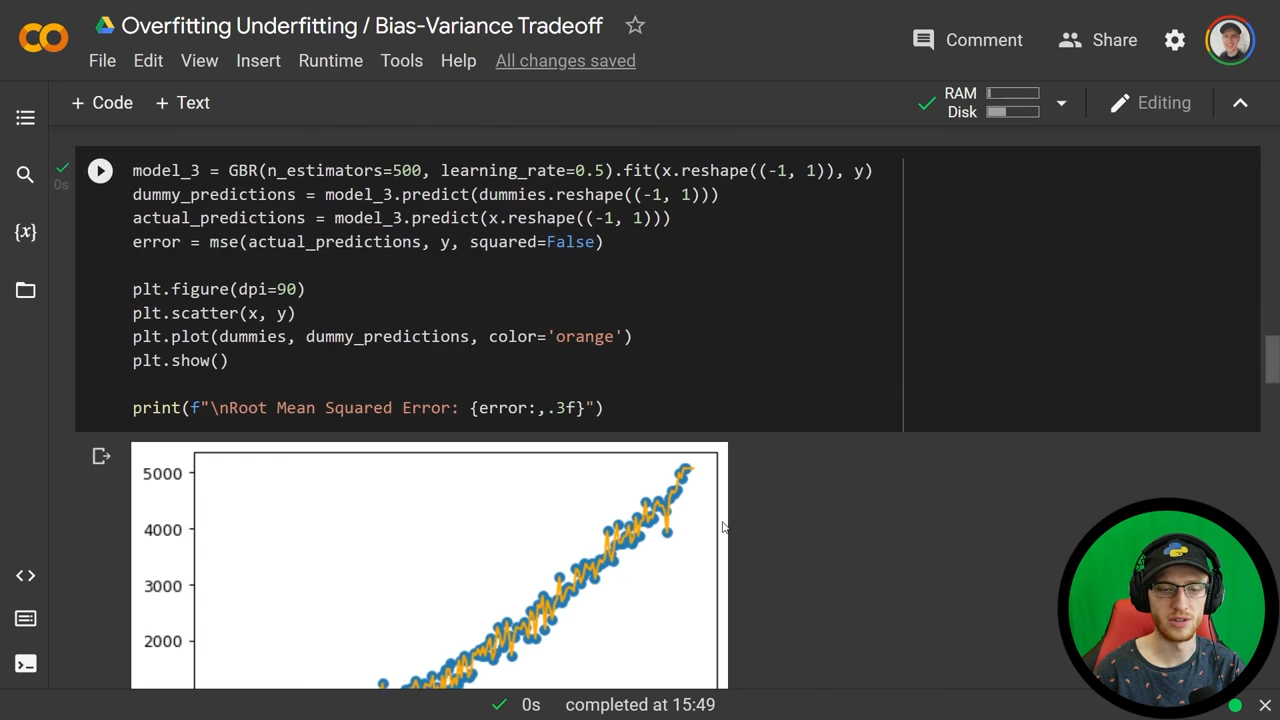 Overfitting Underfitting / Bias-Variance Tradeoff
Comment
Share
File Edit View Insert Runtime Tools Help All changes saved
+ Code + Text
RAM
Disk
Editing
{x}
0s
model_3 = GBR(n_estimators=500, learning_rate=0.5).fit(x.reshape((-1, 1)), y)
dummy_predictions = model_3.predict(dummies.reshape((-1, 1)))
actual_predictions = model_3.predict(x.reshape((-1, 1)))
error = mse(actual_predictions, y, squared=False)
plt.figure(dpi=90)
plt.scatter(x, y)
plt.plot(dummies, dummy_predictions, color='orange')
plt.show()
print(f"\nRoot Mean Squared Error: {error:,.3f}")
5000
4000
3000
2000
0s completed at 15:49